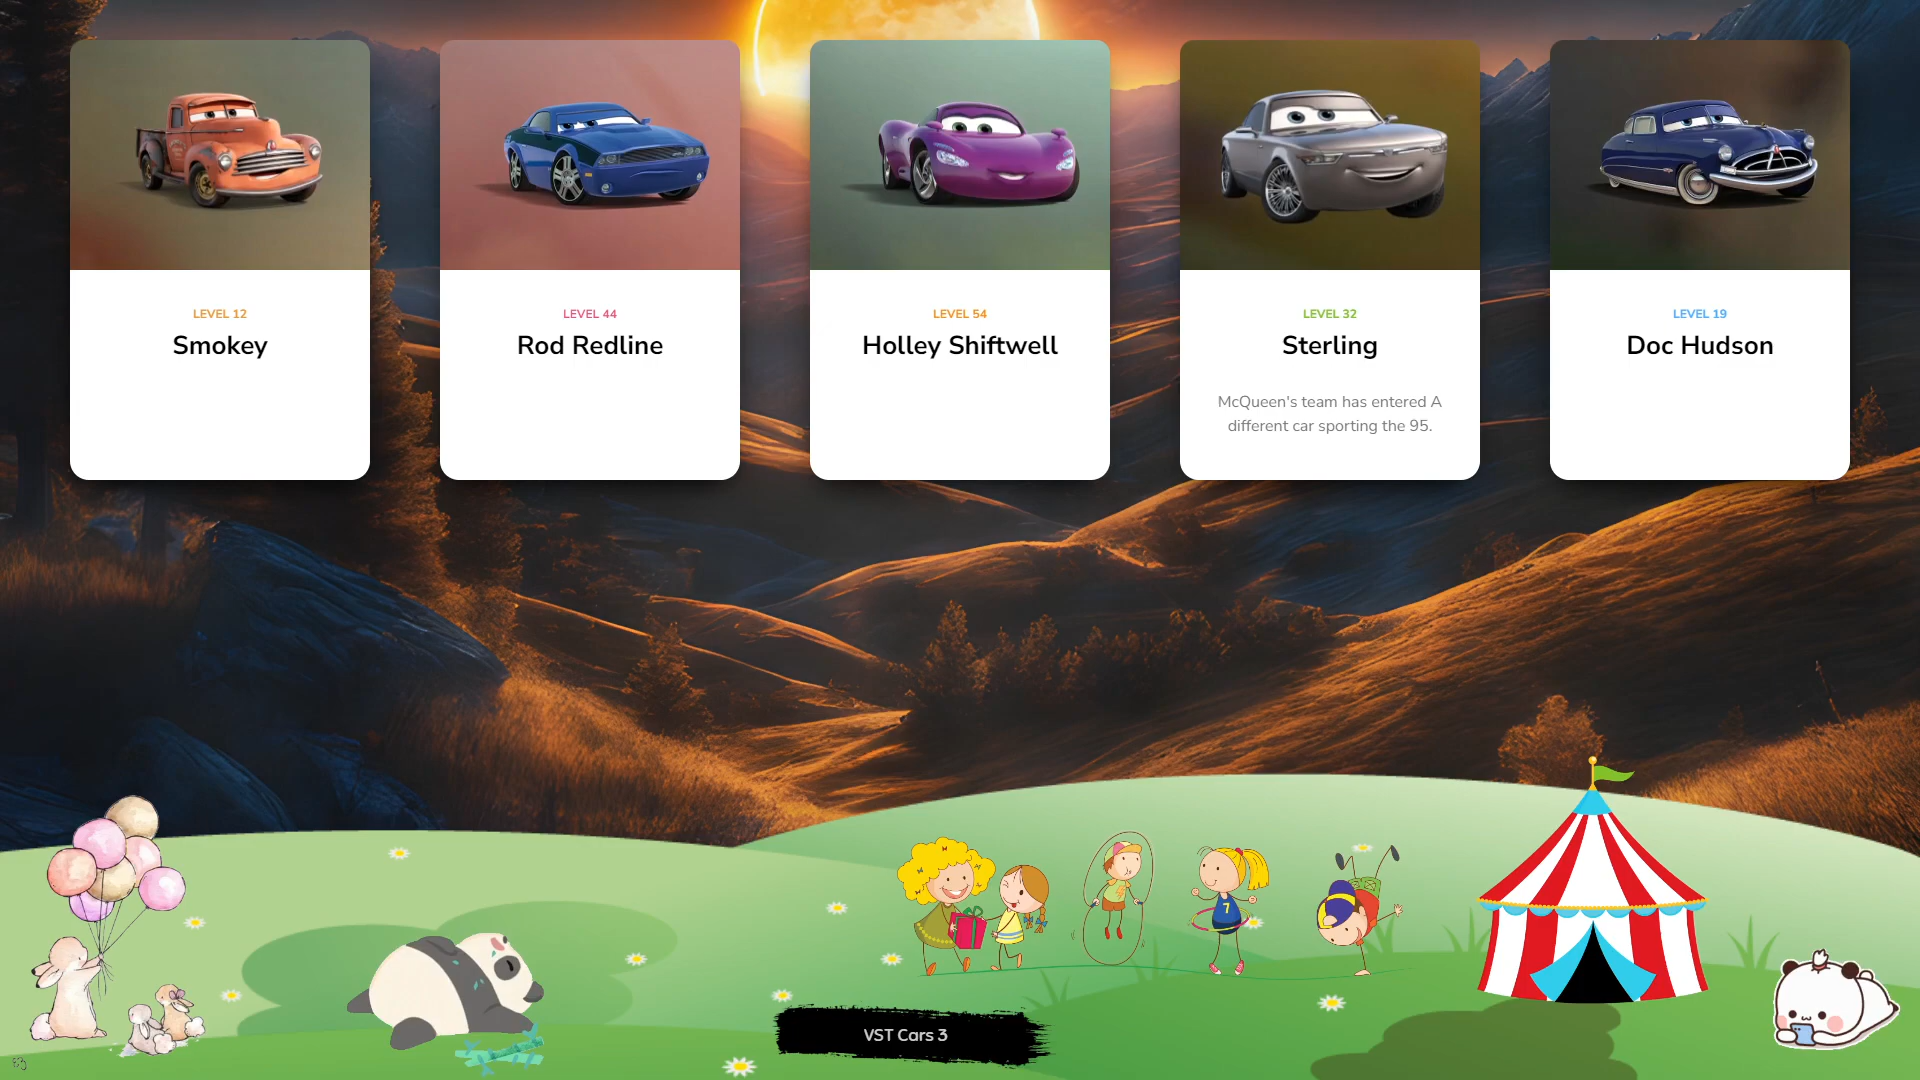 LEVEL 12
Smokey
LEVEL 44
Rod Redline
LEVEL 54
Holley Shiftwell
LEVEL 32
Sterling
McQueen's team has entered A
different car sporting the 95.
LEVEL 19
Doc Hudson
7
VST Cars 3